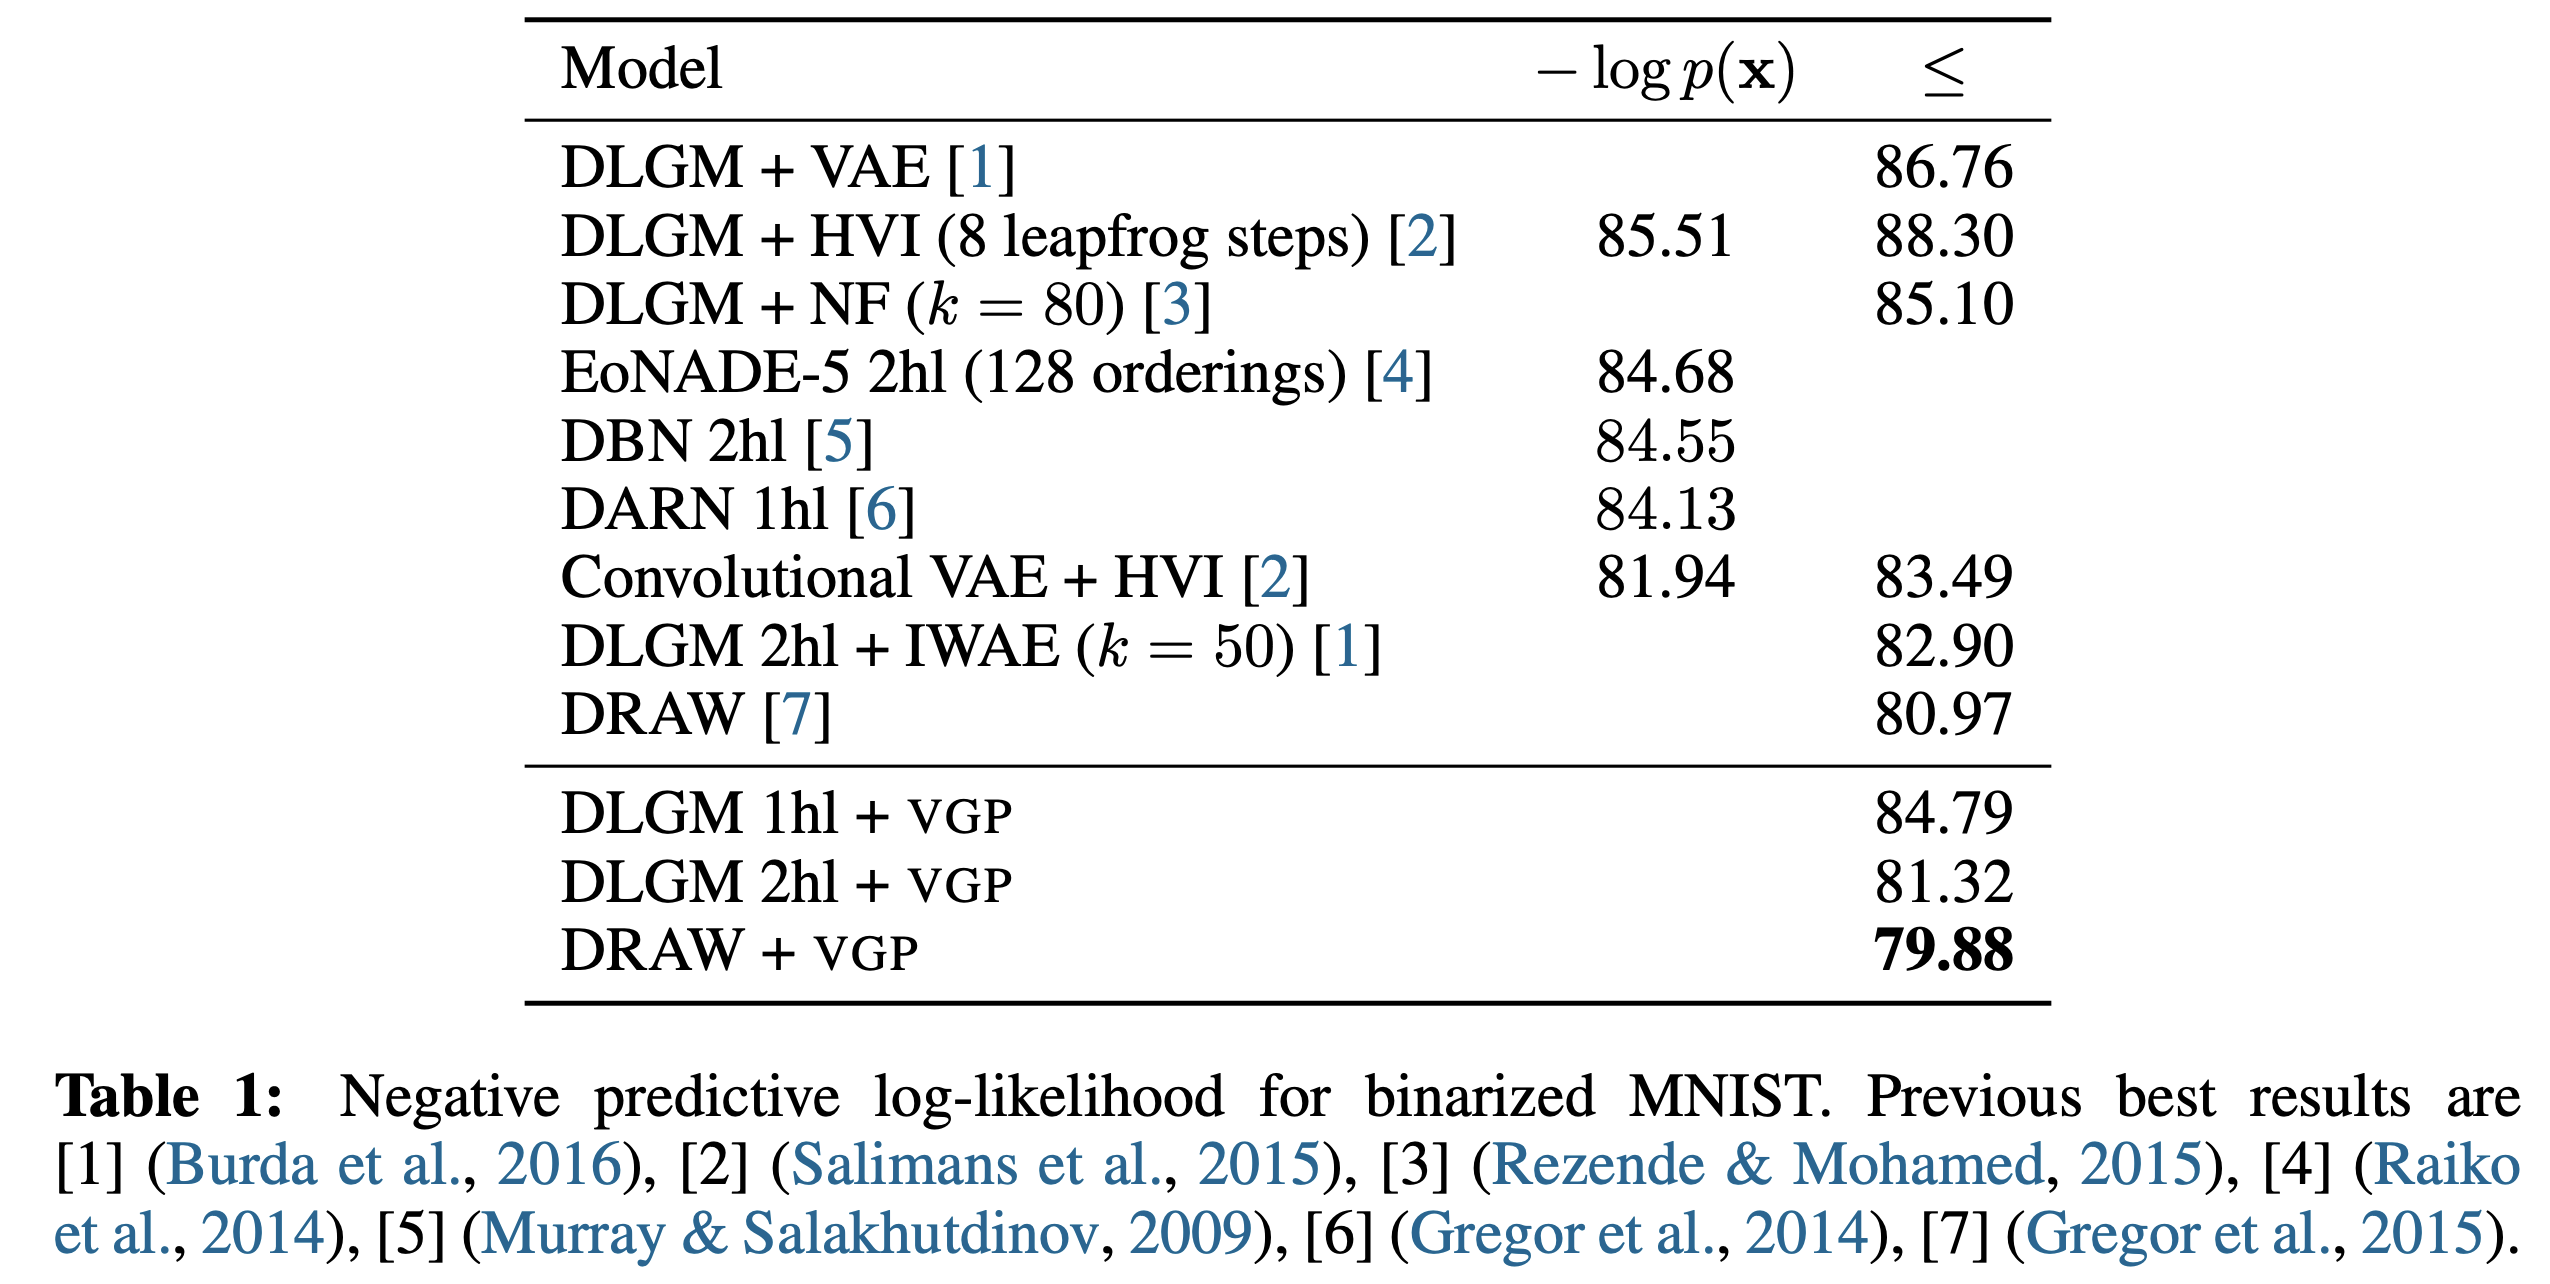 Model − log p(x) ≤
DLGM + VAE [1] 86.76
DLGM + HVI (8 leapfrog steps) [2] 85.51 88.30
DLGM + NF (k = 80) [3] 85.10
EoNADE-5 2hl (128 orderings) [4] 84.68
DBN 2hl [5] 84.55
DARN 1hl [6] 84.13
Convolutional VAE + HVI [2] 81.94 83.49
DLGM 2hl + IWAE (k = 50) [1] 82.90
DRAW [7] 80.97
DLGM 1hl + VGP 84.79
DLGM 2hl + VGP 81.32
DRAW + VGP 79.88
Table 1: Negative predictive log-likelihood for binarized MNIST. Previous best results are
[1] (Burda et al., 2016), [2] (Salimans et al., 2015), [3] (Rezende & Mohamed, 2015), [4] (Raiko
et al., 2014), [5] (Murray & Salakhutdinov, 2009), [6] (Gregor et al., 2014), [7] (Gregor et al., 2015).